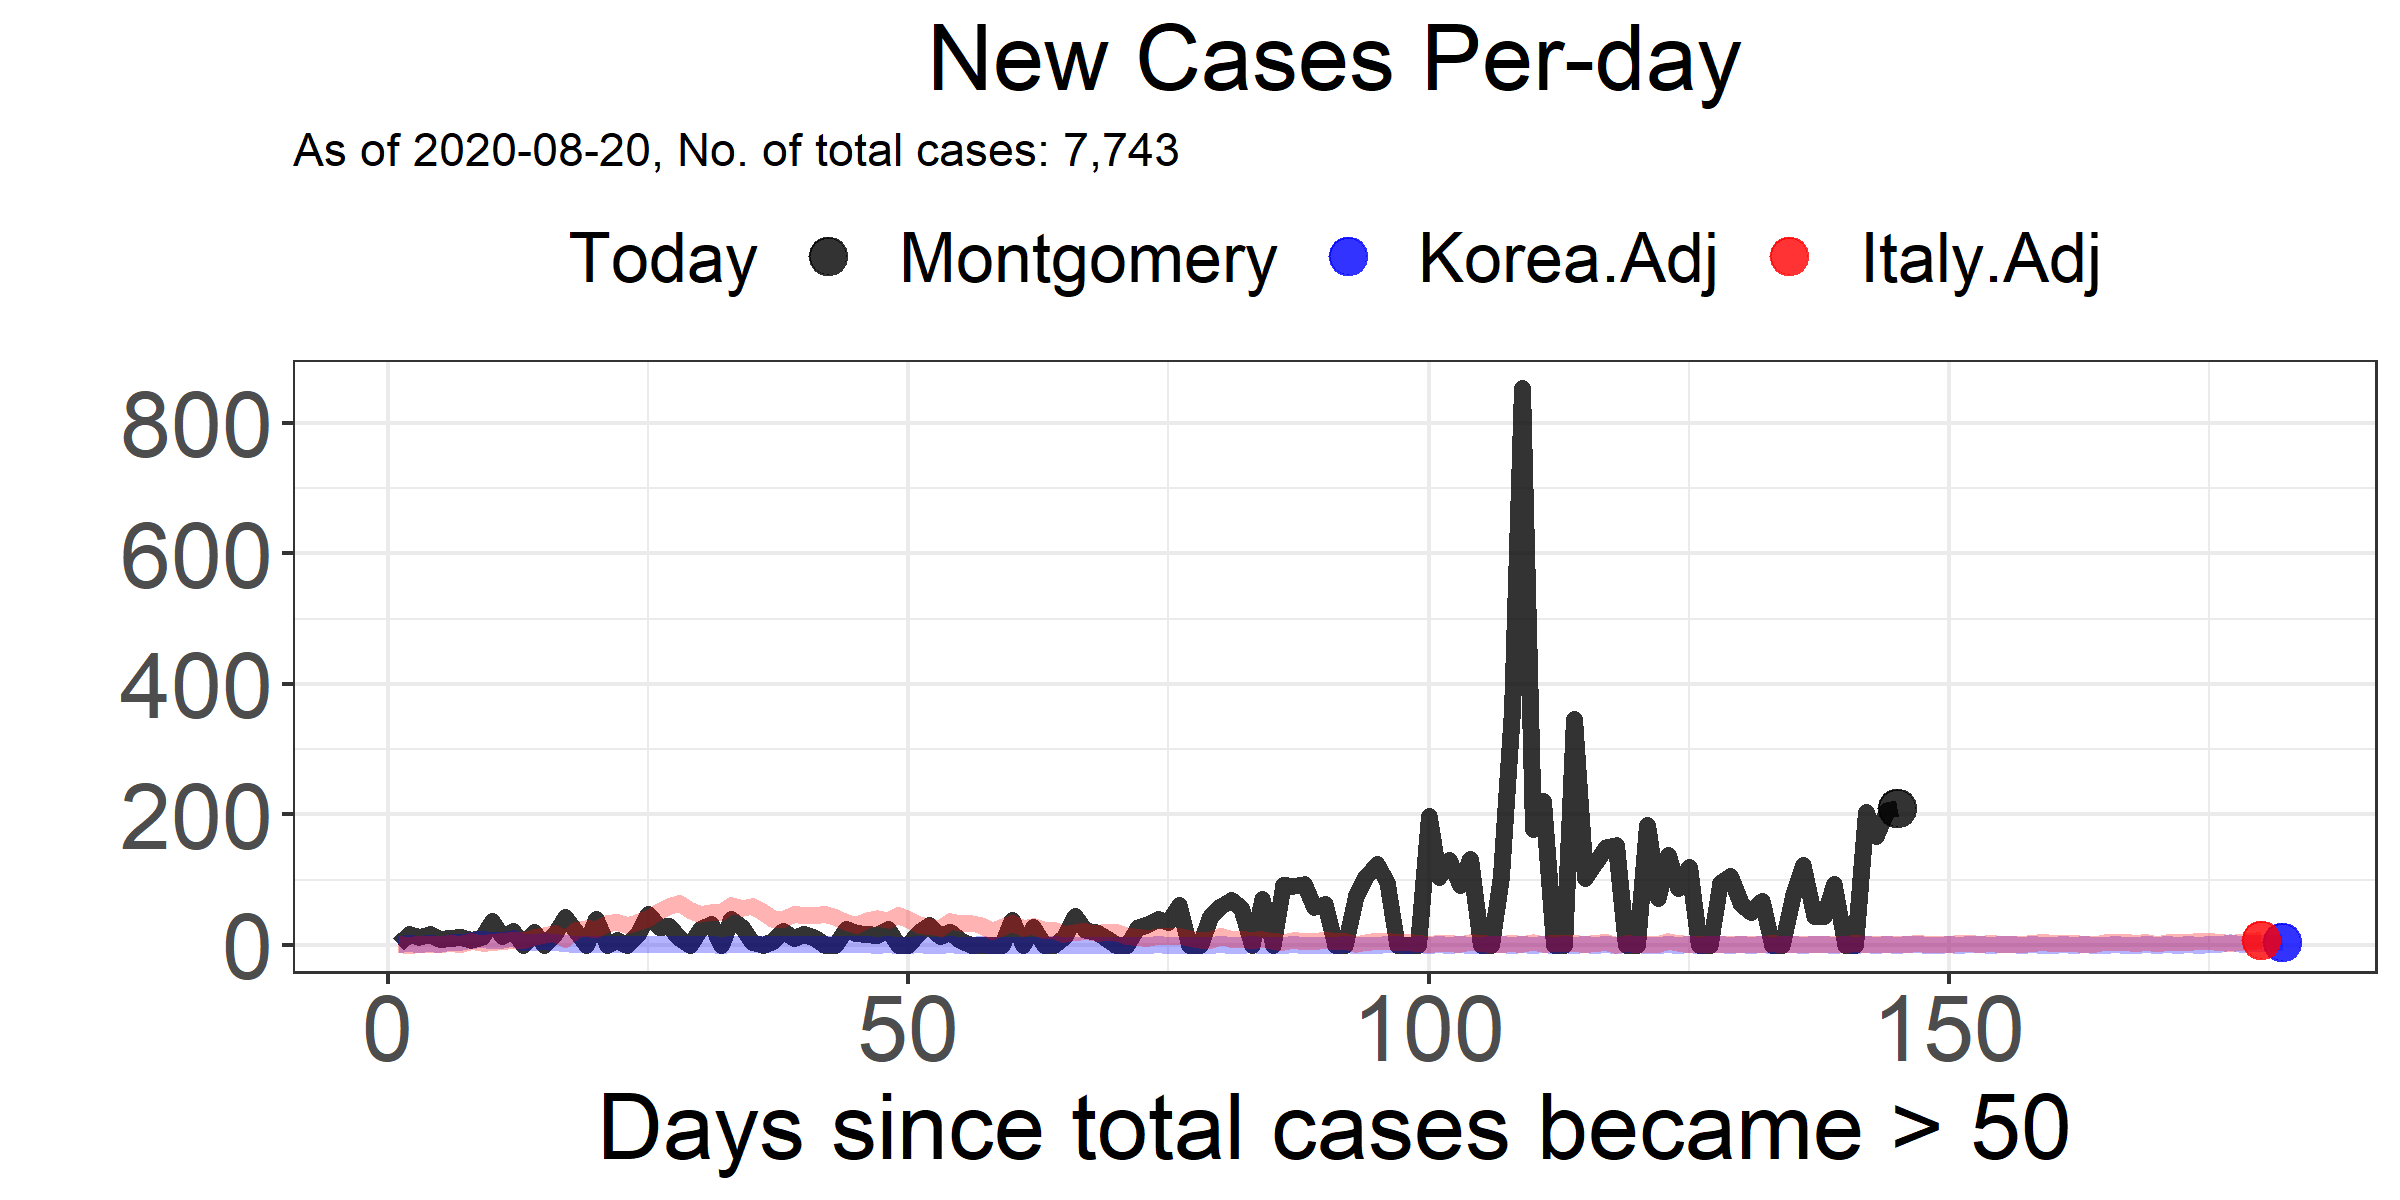 New Cases Per-day
As of 2020-08-20, No. of total cases: 7,743
Today Montgomery Korea.Adj Italy.Adj
800
600
400
200
0
0 50 100 150
Days since total cases became > 50